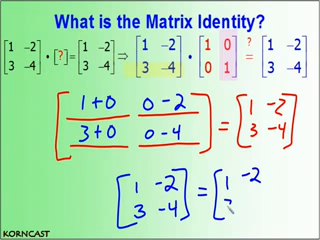 What is the Matrix Identity?
[1 -2; 3 -4] • [?] = [1 -2; 3 -4] ⇒ [1 -2; 3 -4] • [1 0; 0 1] ?= [1 -2; 3 -4]
[1+0 0-2; 3+0 0-4] = [1 -2; 3 -4]
[1 -2; 3 -4] = [1 -2
KORNCAST